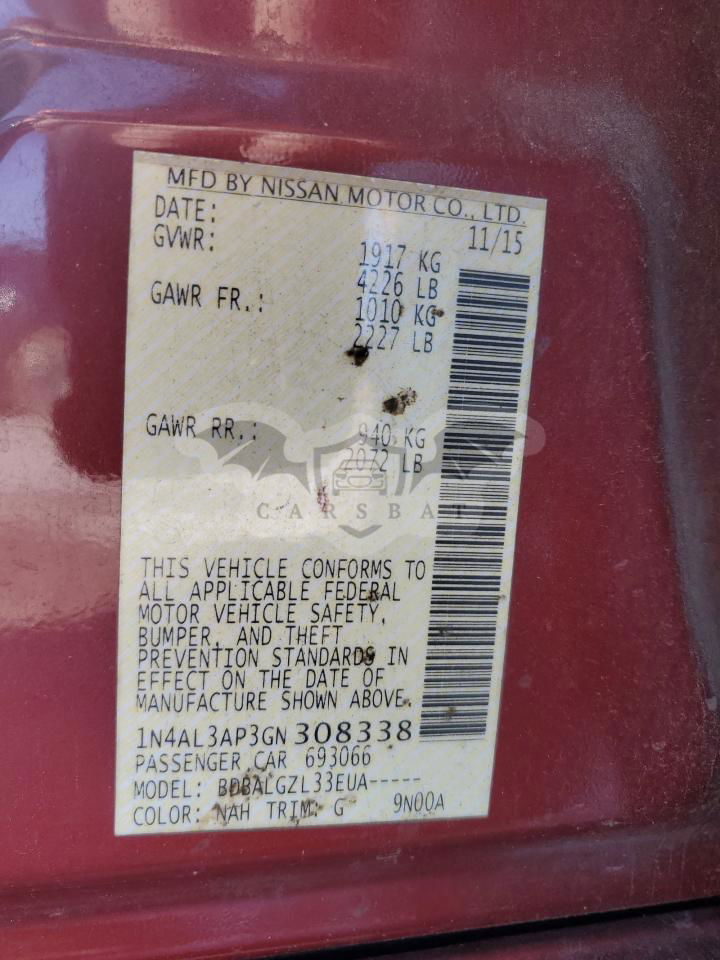 MFD BY NISSAN MOTOR CO., LTD.
DATE: 11/15
GVWR: 1917 KG
4226 LB
GAWR FR.: 1010 KG
2227 LB
GAWR RR.: 940 KG
2072 LB
CARSBAT
THIS VEHICLE CONFORMS TO
ALL APPLICABLE FEDERAL
MOTOR VEHICLE SAFETY,
BUMPER, AND THEFT
PREVENTION STANDARDS IN
EFFECT ON THE DATE OF
MANUFACTURE SHOWN ABOVE.
1N4AL3AP3GN 308338
PASSENGER CAR 693066
MODEL: BDBALGZL33EUA-----
COLOR: NAH TRIM: G 9N00A